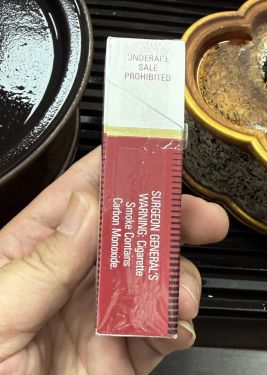 UNDERAGE
SALE
PROHIBITED
SURGEON GENERAL'S
WARNING: Cigarette
Smoke Contains
Carbon Monoxide.